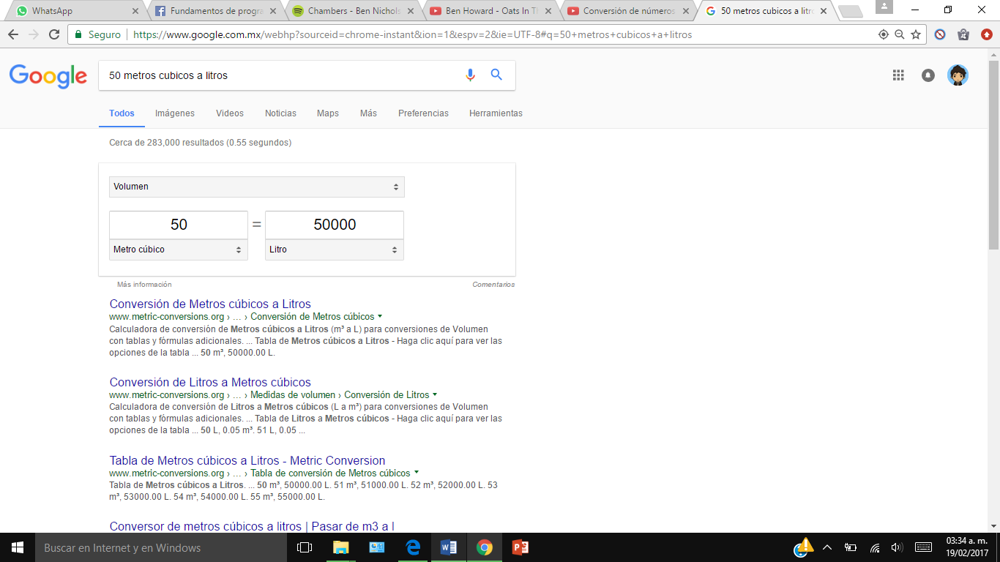 WhatsApp
Fundamentos de progra
Chambers - Ben Nichols
Ben Howard - Oats In Th
Conversión de números
50 metros cubicos a litro
Seguro
https://www.google.com.mx/webhp?sourceid=chrome-instant&ion=1&espv=2&ie=UTF-8#q=50+metros+cubicos+a+litros
Google
50 metros cubicos a litros
Todos Imágenes Videos Noticias Maps Más Preferencias Herramientas
Cerca de 283,000 resultados (0.55 segundos)
Volumen
50 = 50000
Metro cúbico Litro
Más información Comentarios
Conversión de Metros cúbicos a Litros
www.metric-conversions.org › ... › Conversión de Metros cúbicos
Calculadora de conversión de Metros cúbicos a Litros (m³ a L) para conversiones de Volumen
con tablas y fórmulas adicionales. ... Tabla de Metros cúbicos a Litros - Haga clic aquí para ver las
opciones de la tabla ... 50 m³, 50000.00 L.
Conversión de Litros a Metros cúbicos
www.metric-conversions.org › ... › Medidas de volumen › Conversión de Litros
Calculadora de conversión de Litros a Metros cúbicos (L a m³) para conversiones de Volumen
con tablas y fórmulas adicionales. ... Tabla de Litros a Metros cúbicos - Haga clic aquí para ver las
opciones de la tabla ... 50 L, 0.05 m³. 51 L, 0.05 ...
Tabla de Metros cúbicos a Litros - Metric Conversion
www.metric-conversions.org › ... › Tabla de conversión de Metros cúbicos
Tabla de Metros cúbicos a Litros. ... 50 m³, 50000.00 L. 51 m³, 51000.00 L. 52 m³, 52000.00 L. 53
m³, 53000.00 L. 54 m³, 54000.00 L. 55 m³, 55000.00 L.
Conversor de metros cúbicos a litros | Pasar de m3 a l
Buscar en Internet y en Windows
03:34 a. m.
19/02/2017